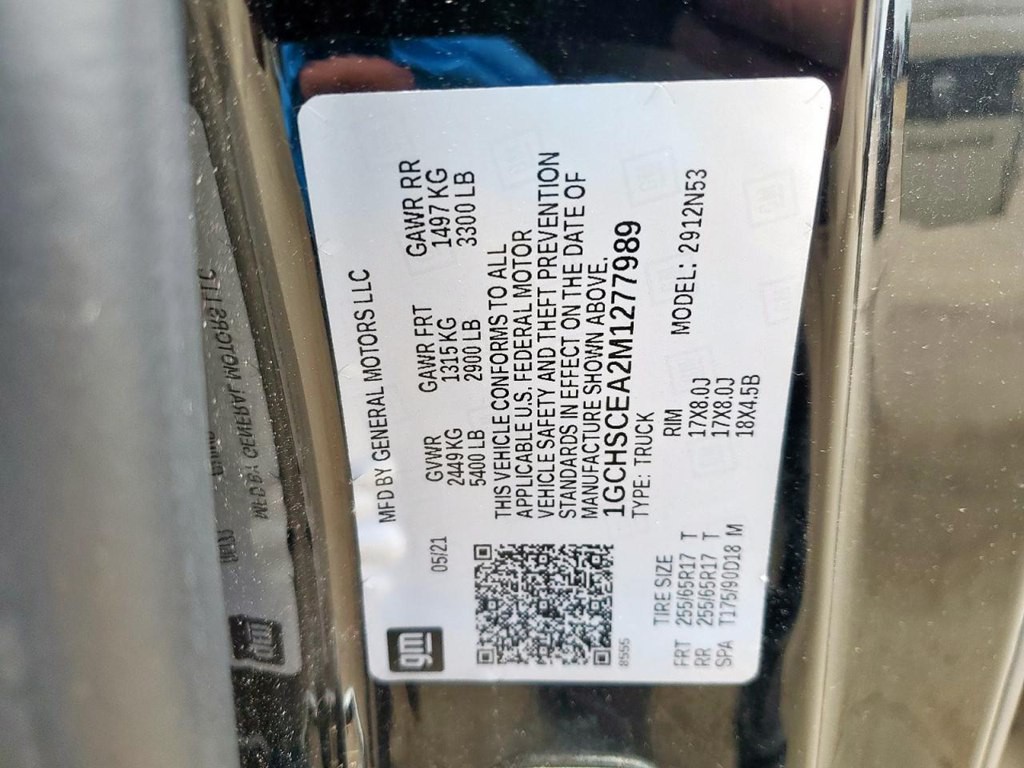 gm
MFD BY GENERAL MOTORS LLC
05/21
GVWR
2449 KG
5400 LB
GAWR FRT
1315 KG
2900 LB
GAWR RR
1497 KG
3300 LB
THIS VEHICLE CONFORMS TO ALL
APPLICABLE U.S. FEDERAL MOTOR
VEHICLE SAFETY AND THEFT PREVENTION
STANDARDS IN EFFECT ON THE DATE OF
MANUFACTURE SHOWN ABOVE.
1GCHSCEA2M1277989
TYPE: TRUCK
8555
TIRE SIZE RIM MODEL: 2912N53
FRT 255/65R17 T 17X8.0J
RR 255/65R17 T 17X8.0J
SPA T175/90D18 M 18X4.5B